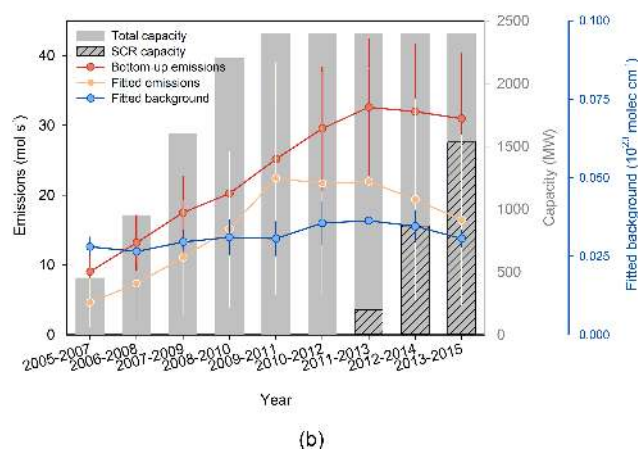 Total capacity
SCR capacity
Bottom-up emissions
Fitted emissions
Fitted background
40
30
20
10
0
Emissions (mol s⁻¹)
2500
2000
1500
1000
500
0
Capacity (MW)
0.100
0.075
0.050
0.025
0.000
Fitted background (10²³ molec cm⁻¹)
2005-2007
2006-2008
2007-2009
2008-2010
2009-2011
2010-2012
2011-2013
2012-2014
2013-2015
Year
(b)